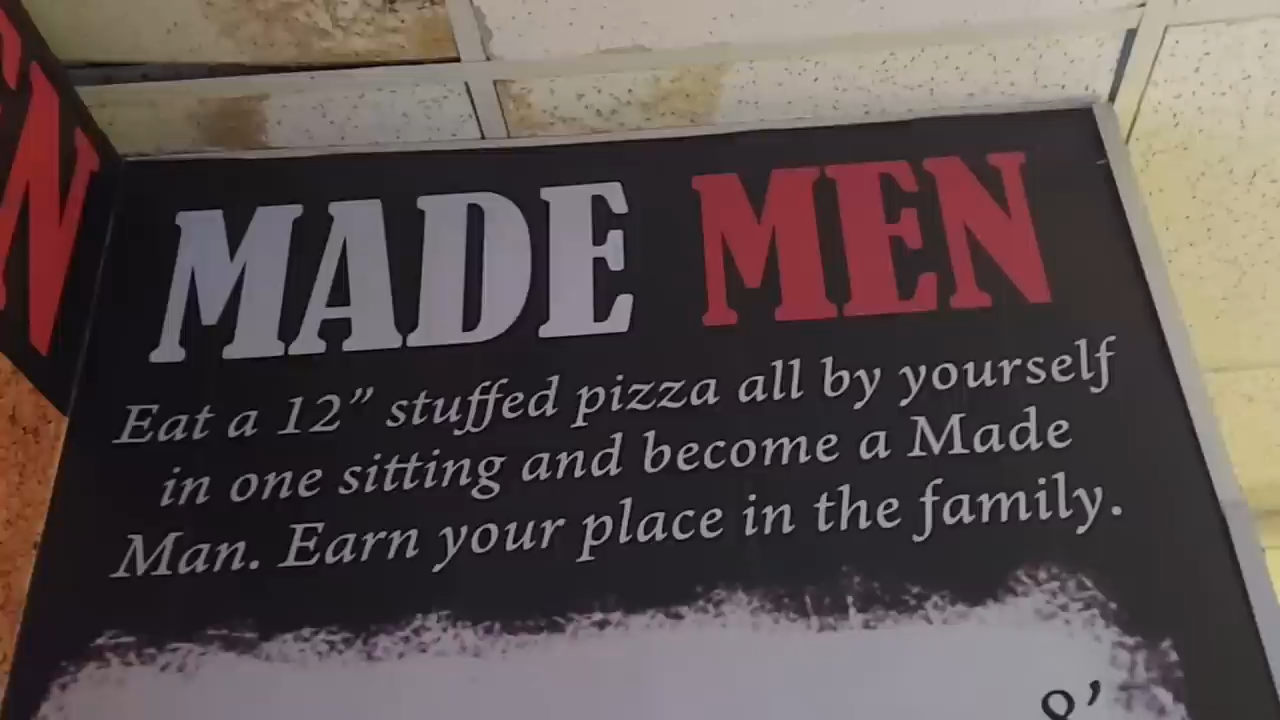 MADE MEN
Eat a 12” stuffed pizza all by yourself
in one sitting and become a Made
Man. Earn your place in the family.
8’